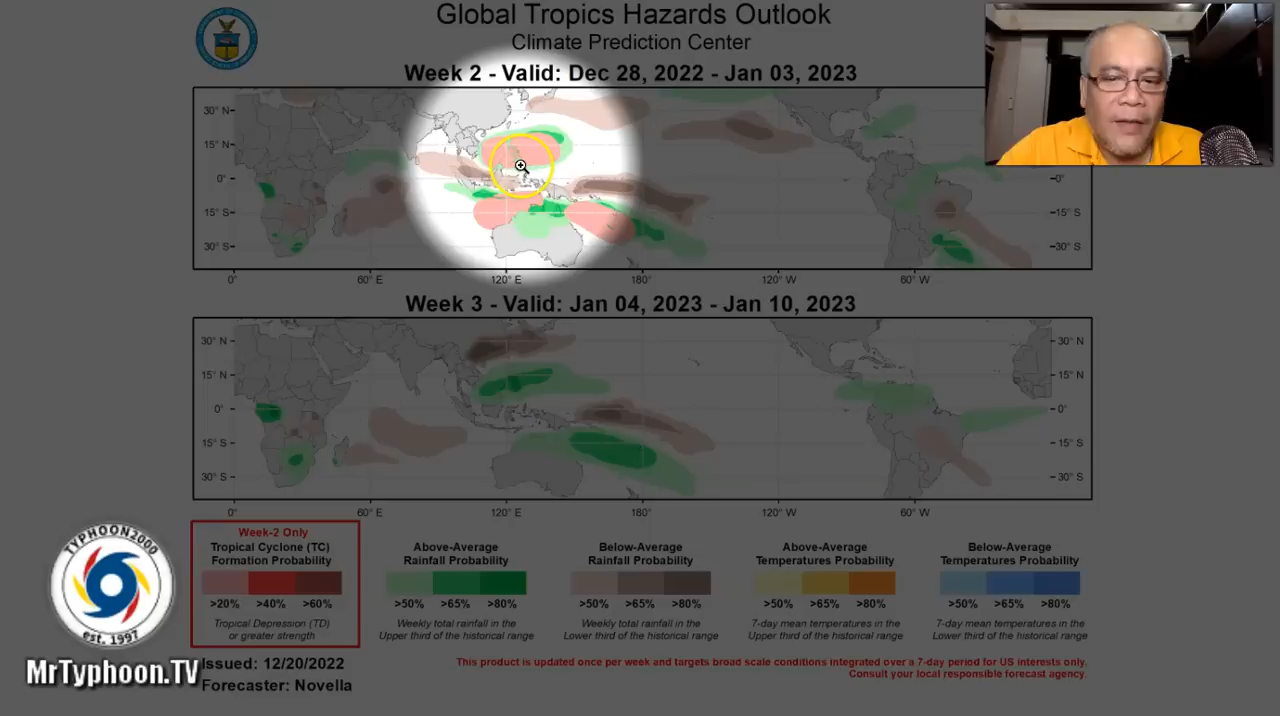 Global Tropics Hazards Outlook
Climate Prediction Center
Week 2 - Valid: Dec 28, 2022 - Jan 03, 2023
30° N
15° N
0°
15° S
30° S
0°
30° S
0°
60° E
120° E
180°
120° W
60° W
Week 3 - Valid: Jan 04, 2023 - Jan 10, 2023
30° N
15° N
0°
15° S
30° S
30° N
15° N
0°
15° S
30° S
0°
60° E
120° E
180°
120° W
60° W
Week-2 Only
Tropical Cyclone (TC)
Formation Probability
>20% >40% >60%
Tropical Depression (TD)
or greater strength
Above-Average
Rainfall Probability
>50% >65% >80%
Weekly total rainfall in the
Upper third of the historical range
Below-Average
Rainfall Probability
>50% >65% >80%
Weekly total rainfall in the
Lower third of the historical range
Above-Average
Temperatures Probability
>50% >65% >80%
7-day mean temperatures in the
Upper third of the historical range
Below-Average
Temperatures Probability
>50% >65% >80%
7-day mean temperatures in the
Lower third of the historical range
Issued: 12/20/2022
Forecaster: Novella
This product is updated once per week and targets broad scale conditions integrated over a 7-day period for US interests only.
Consult your local responsible forecast agency.
TYPHOON2000
est. 1997
MrTyphoon.TV